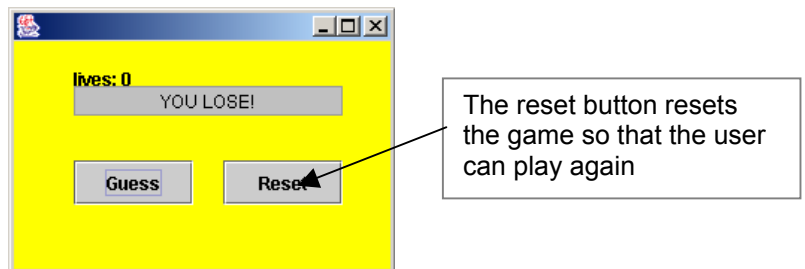 lives: 0
YOU LOSE!
Guess
Reset
The reset button resets
the game so that the user
can play again